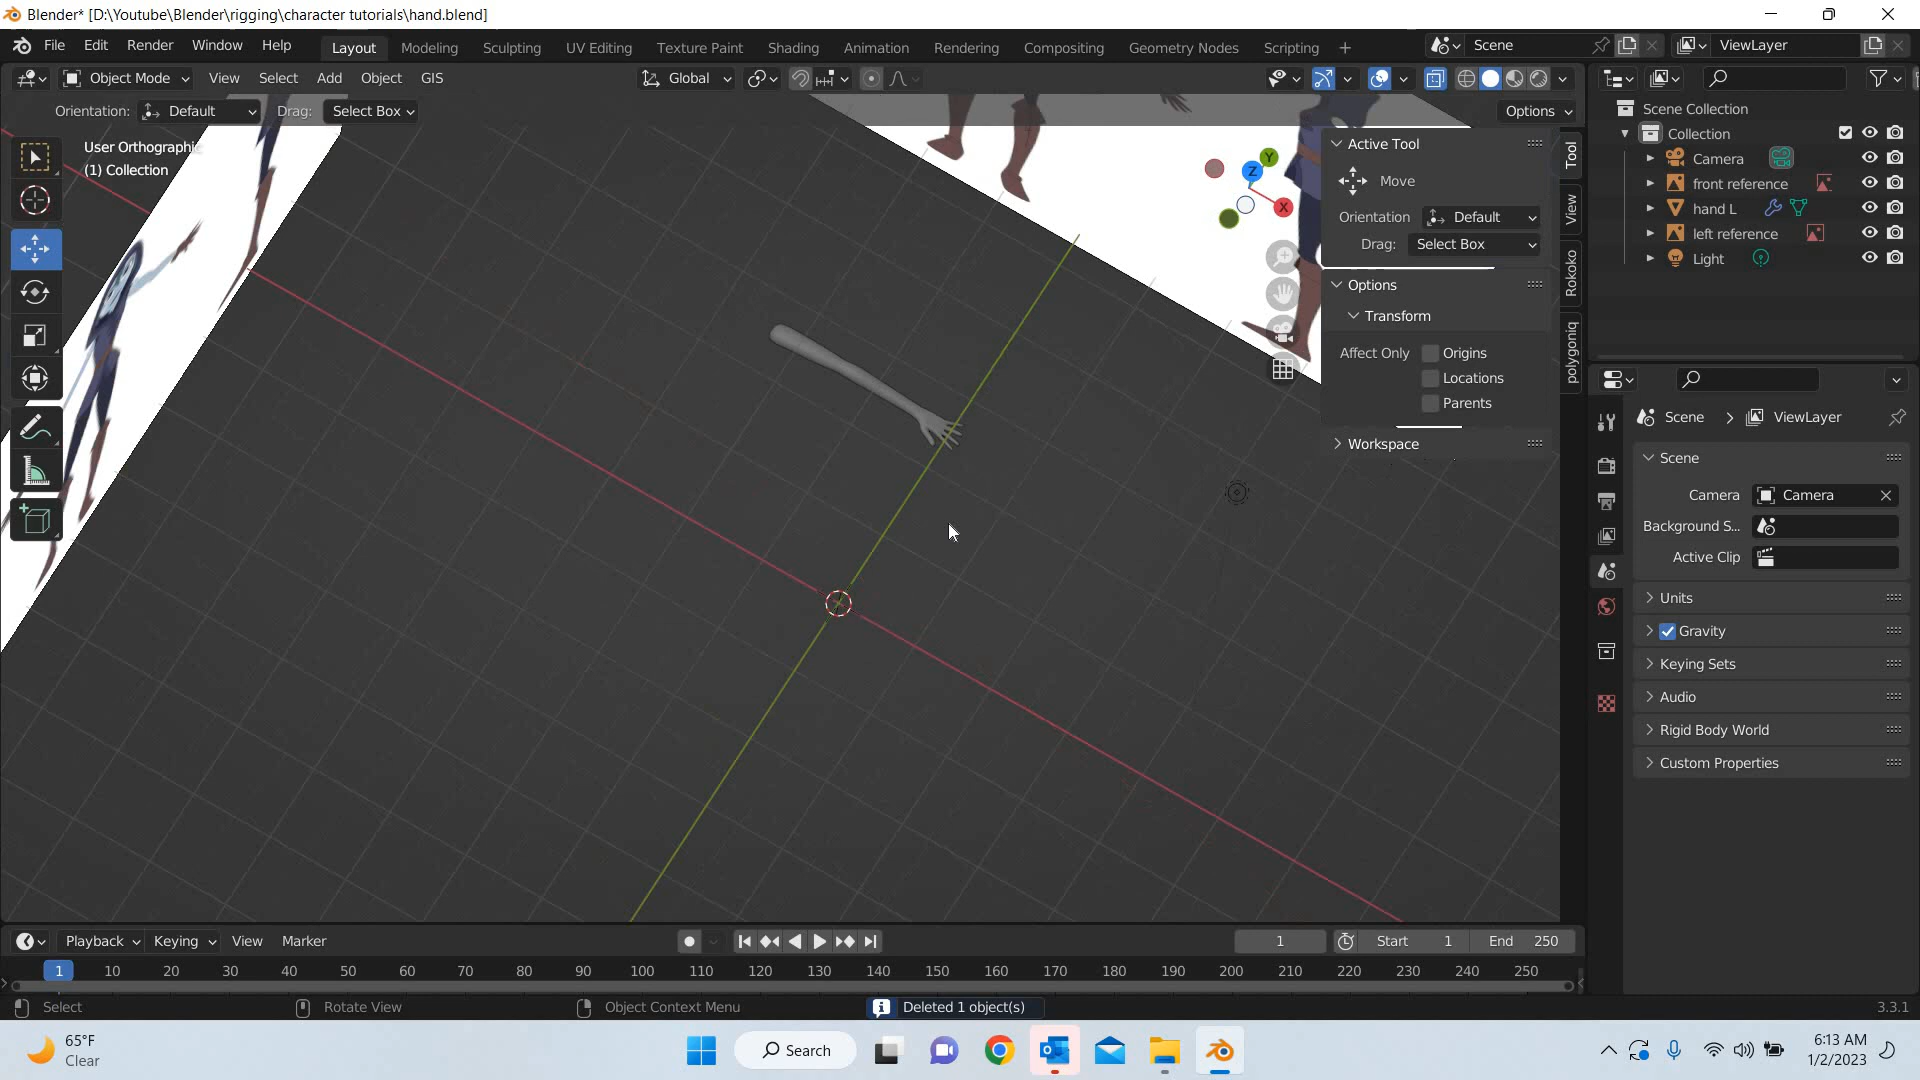 Blender* [D:\Youtube\Blender\rigging\character tutorials\hand.blend]
File Edit Render Window Help Layout Modeling Sculpting UV Editing Texture Paint Shading Animation Rendering Compositing Geometry Nodes Scripting + Scene ViewLayer
Object Mode View Select Add Object GIS Global
Orientation: Default Drag: Select Box Options
User Orthographic
(1) Collection
Z Y X
Active Tool
Move
Orientation Default
Drag: Select Box
Options
Transform
Affect Only Origins
Locations
Parents
Workspace
Tool
View
Rokoko
polygoniq
Scene Collection
Collection
Camera
front reference
hand L
left reference
Light
Scene > ViewLayer
Scene
Camera Camera
Background S...
Active Clip
Units
Gravity
Keying Sets
Audio
Rigid Body World
Custom Properties
Playback Keying View Marker 1 Start 1 End 250
1 10 20 30 40 50 60 70 80 90 100 110 120 130 140 150 160 170 180 190 200 210 220 230 240 250
Select Rotate View Object Context Menu Deleted 1 object(s) 3.3.1
65°F
Clear
Search
6:13 AM
1/2/2023